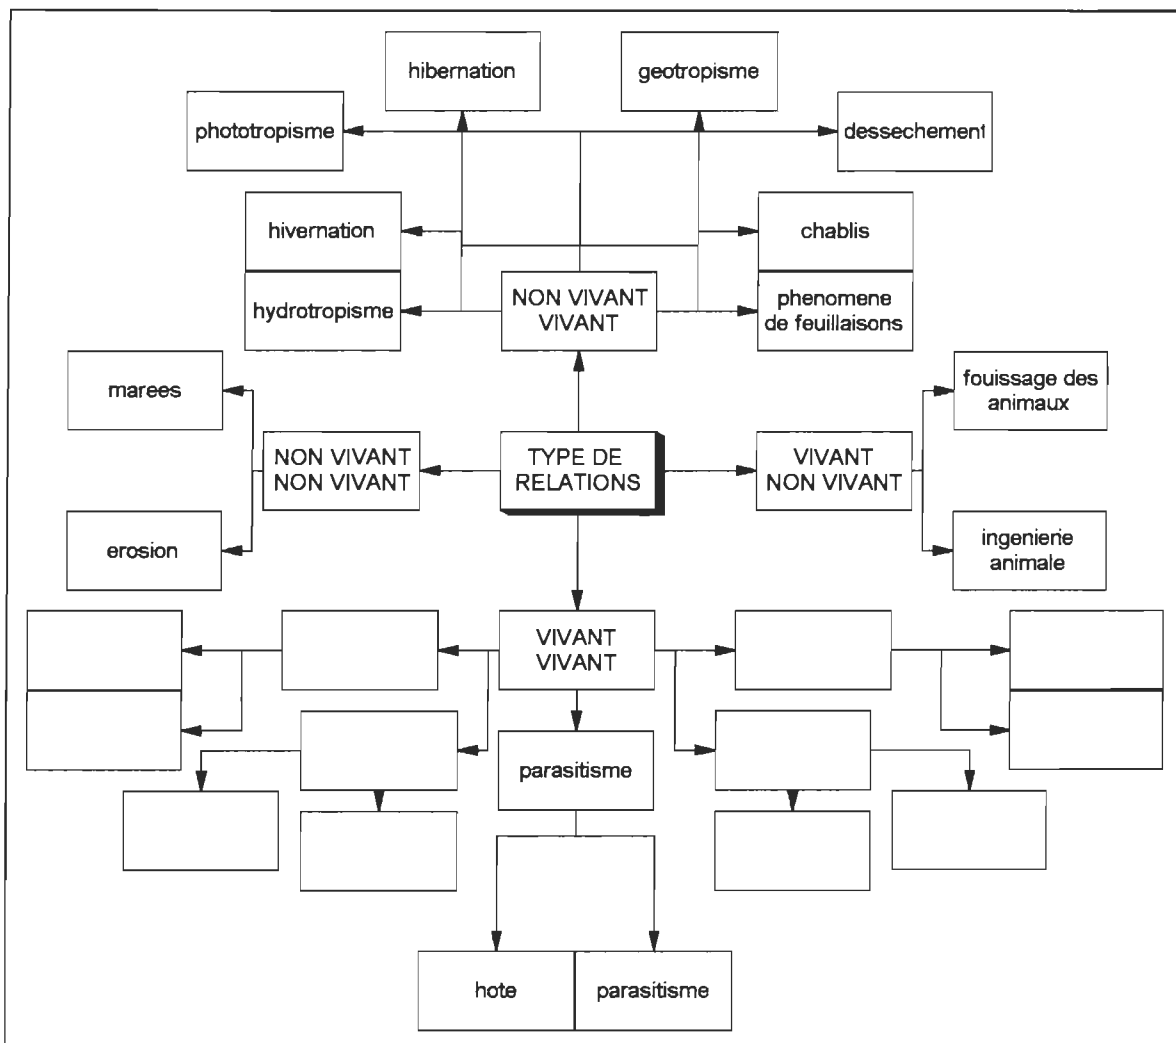 hibernation
geotropisme
phototropisme
dessechement
hivernation
chablis
hydrotropisme
NON VIVANT
VIVANT
phenomene
de feuillaisons
marees
fouissage des
animaux
NON VIVANT
NON VIVANT
TYPE DE
RELATIONS
VIVANT
NON VIVANT
erosion
ingenierie
animale
VIVANT
VIVANT
parasitisme
hote
parasitisme